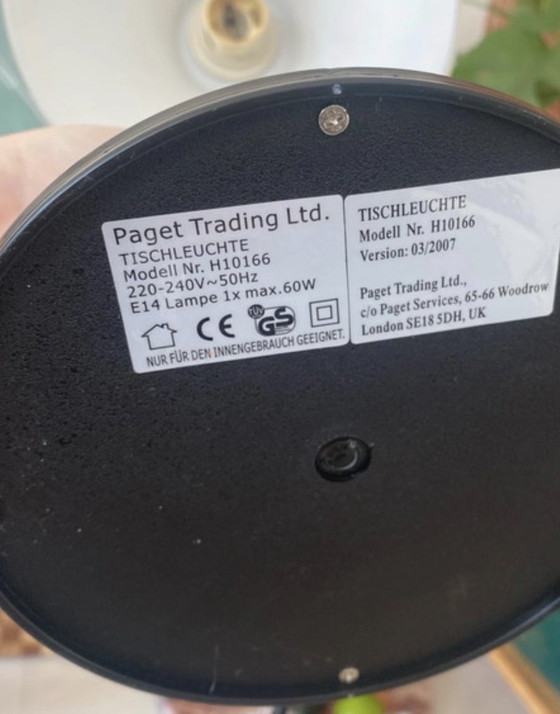 Paget Trading Ltd.
TISCHLEUCHTE
Modell Nr. H10166
220-240V~50Hz
E14 Lampe 1x max.60W
CE TÜV GS
NUR FÜR DEN INNENGEBRAUCH GEEIGNET.
TISCHLEUCHTE
Modell Nr. H10166
Version: 03/2007
Paget Trading Ltd.,
c/o Paget Services, 65-66 Woodrow
London SE18 5DH, UK